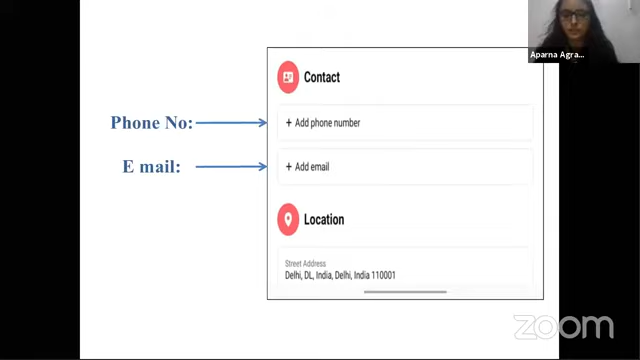 Aparna Agra...
Contact
Phone No:
+ Add phone number
E mail:
+ Add email
Location
Street Address
Delhi, DL, India, Delhi, India 110001
zoom